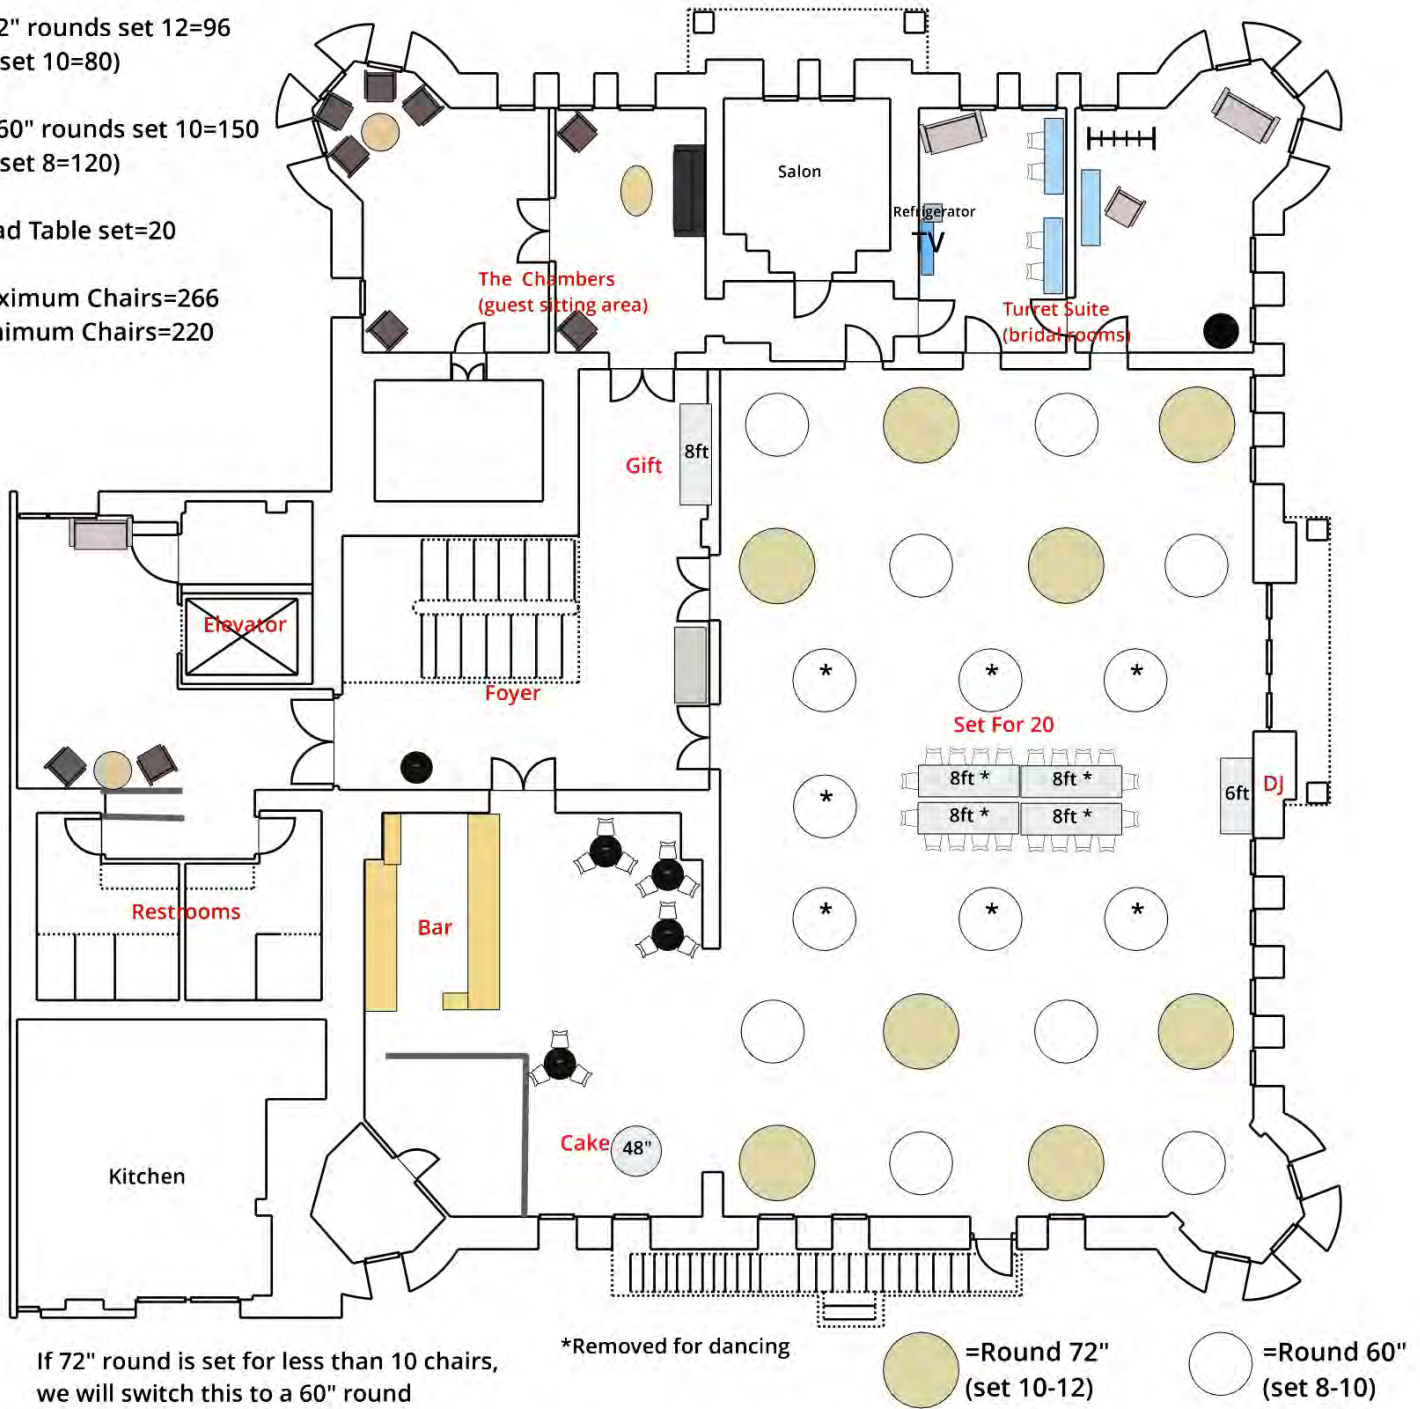 2" rounds set 12=96
set 10=80)
60" rounds set 10=150
set 8=120)
ad Table set=20
ximum Chairs=266
nimum Chairs=220
Salon
Refrigerator
TV
The Chambers
(guest sitting area)
Turret Suite
(bridal rooms)
8ft
Gift
Elevator
Foyer
*
*
*
Set For 20
8ft *
8ft *
8ft *
8ft *
6ft
DJ
*
*
*
*
Restrooms
Bar
Cake
48"
Kitchen
*Removed for dancing
If 72" round is set for less than 10 chairs,
we will switch this to a 60" round
=Round 72"
(set 10-12)
=Round 60"
(set 8-10)